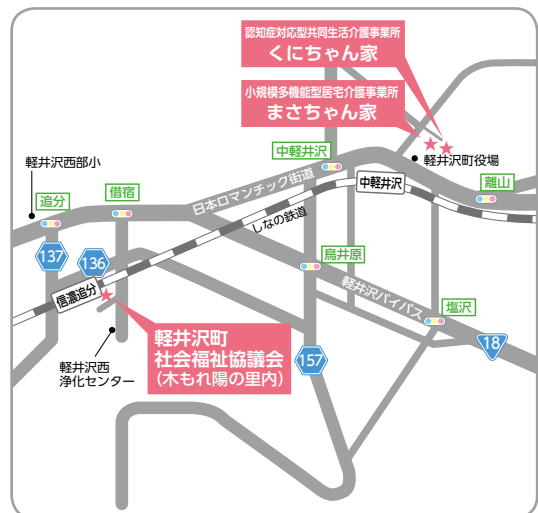 認知症対応型共同生活介護事業所
くにちゃん家
小規模多機能型居宅介護事業所
まさちゃん家
中軽井沢
軽井沢町役場
軽井沢西部小
借宿
追分
日本ロマンチック街道
中軽井沢
離山
しなの鉄道
137
136
鳥井原
信濃追分
軽井沢バイパス
塩沢
軽井沢町
社会福祉協議会
(木もれ陽の里内)
軽井沢西
浄化センター
157
18